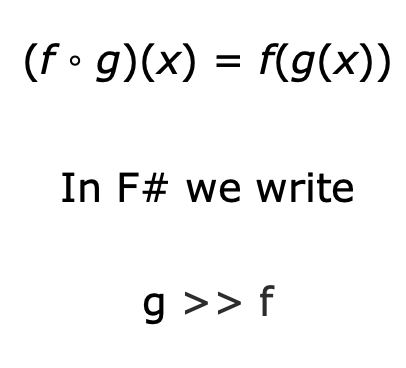 (f ∘ g)(x) = f(g(x))
In F# we write
g >> f